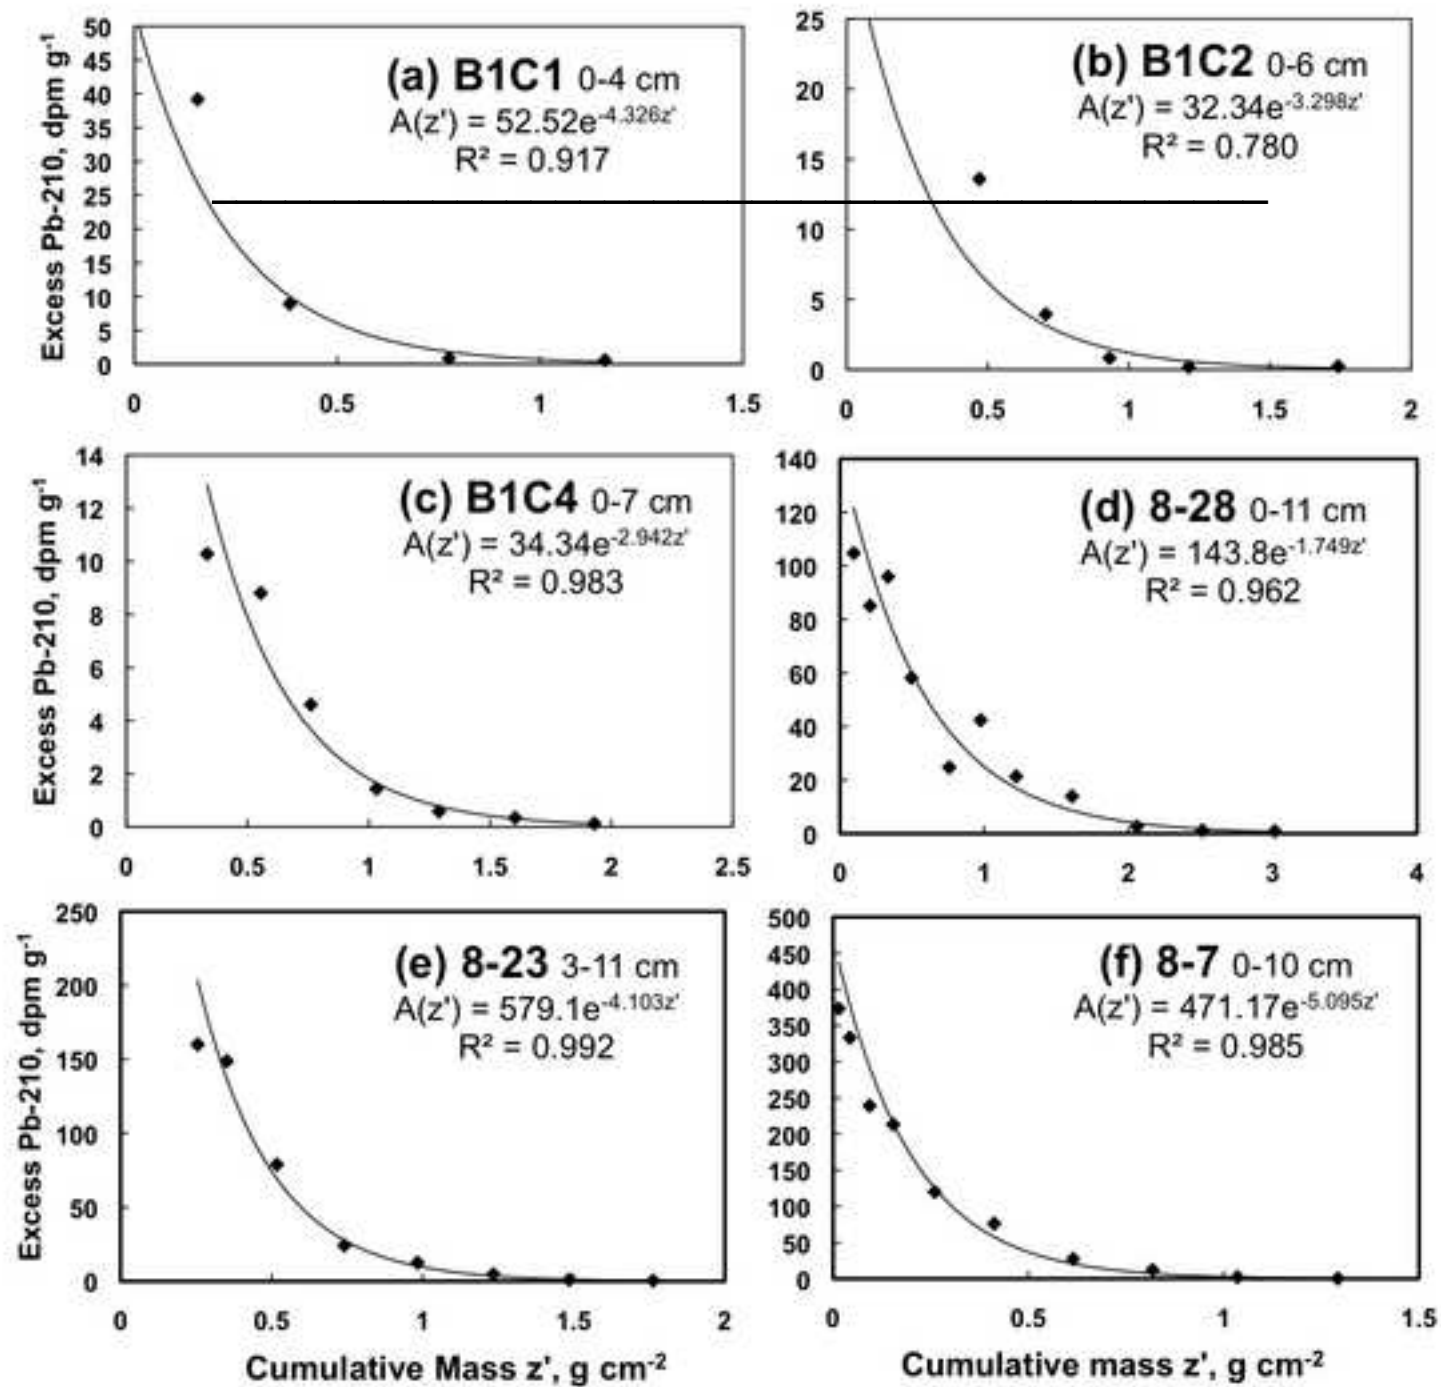 (a) B1C1 0-4 cm
A(z') = 52.52e-4.326z'
R² = 0.917
Excess Pb-210, dpm g-1
50
45
40
35
30
25
20
15
10
5
0
0 0.5 1 1.5
(b) B1C2 0-6 cm
A(z') = 32.34e-3.298z'
R² = 0.780
25
20
15
10
5
0
0 0.5 1 1.5 2
(c) B1C4 0-7 cm
A(z') = 34.34e-2.942z'
R² = 0.983
Excess Pb-210, dpm g-1
14
12
10
8
6
4
2
0
0 0.5 1 1.5 2 2.5
(d) 8-28 0-11 cm
A(z') = 143.8e-1.749z'
R² = 0.962
140
120
100
80
60
40
20
0
0 1 2 3 4
(e) 8-23 3-11 cm
A(z') = 579.1e-4.103z'
R² = 0.992
Excess Pb-210, dpm g-1
250
200
150
100
50
0
0 0.5 1 1.5 2
Cumulative Mass z', g cm-2
(f) 8-7 0-10 cm
A(z') = 471.17e-5.095z'
R² = 0.985
500
450
400
350
300
250
200
150
100
50
0
0 0.5 1 1.5
Cumulative mass z', g cm-2